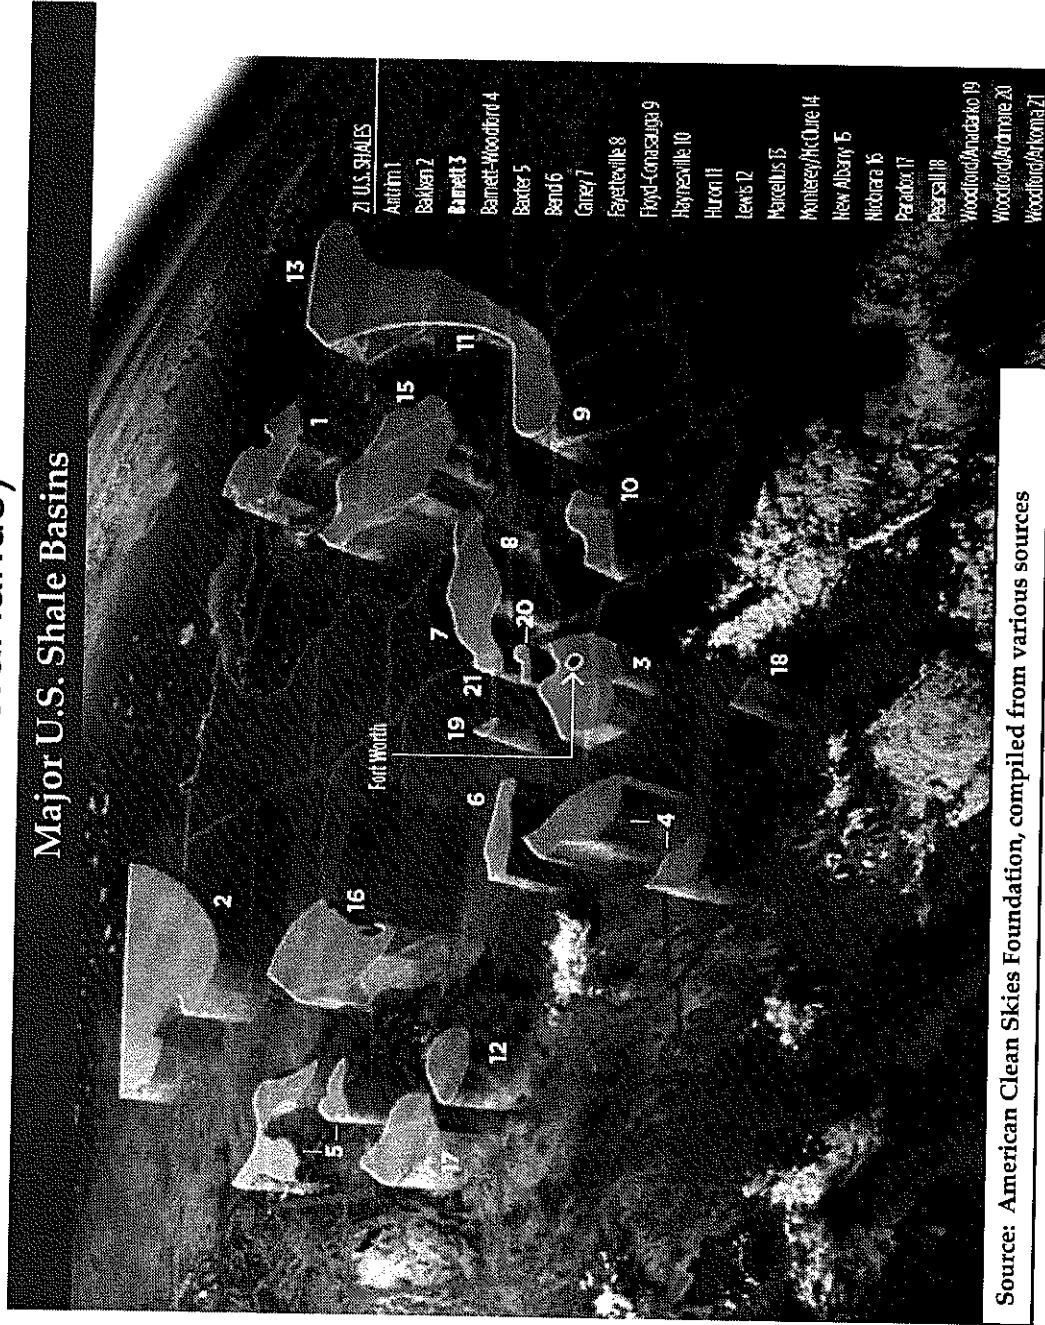 Major U.S. Shale Basins
21 U.S. SHALES
Antrim 1
Bakken 2
Barnett 3
Barnett-Woodford 4
Baxter 5
Bend 6
Caney 7
Fayetteville 8
Floyd-Conasauga 9
Haynesville 10
Huron 11
Lewis 12
Marcellus 13
Monterey/McClure 14
New Albany 15
Niobrara 16
Paradox 17
Pearsall 18
Woodford/Anadarko 19
Woodford/Ardmore 20
Woodford/Arkoma 21
Fort Worth
1
2
3
4
5
6
7
8
9
10
11
12
13
15
16
17
18
19
20
21
Source: American Clean Skies Foundation, compiled from various sources